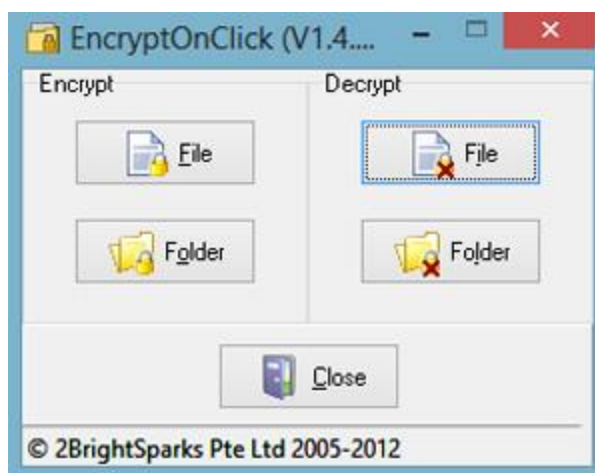 EncryptOnClick (V1.4....
Encrypt Decrypt
File File
Folder Folder
Close
© 2BrightSparks Pte Ltd 2005-2012